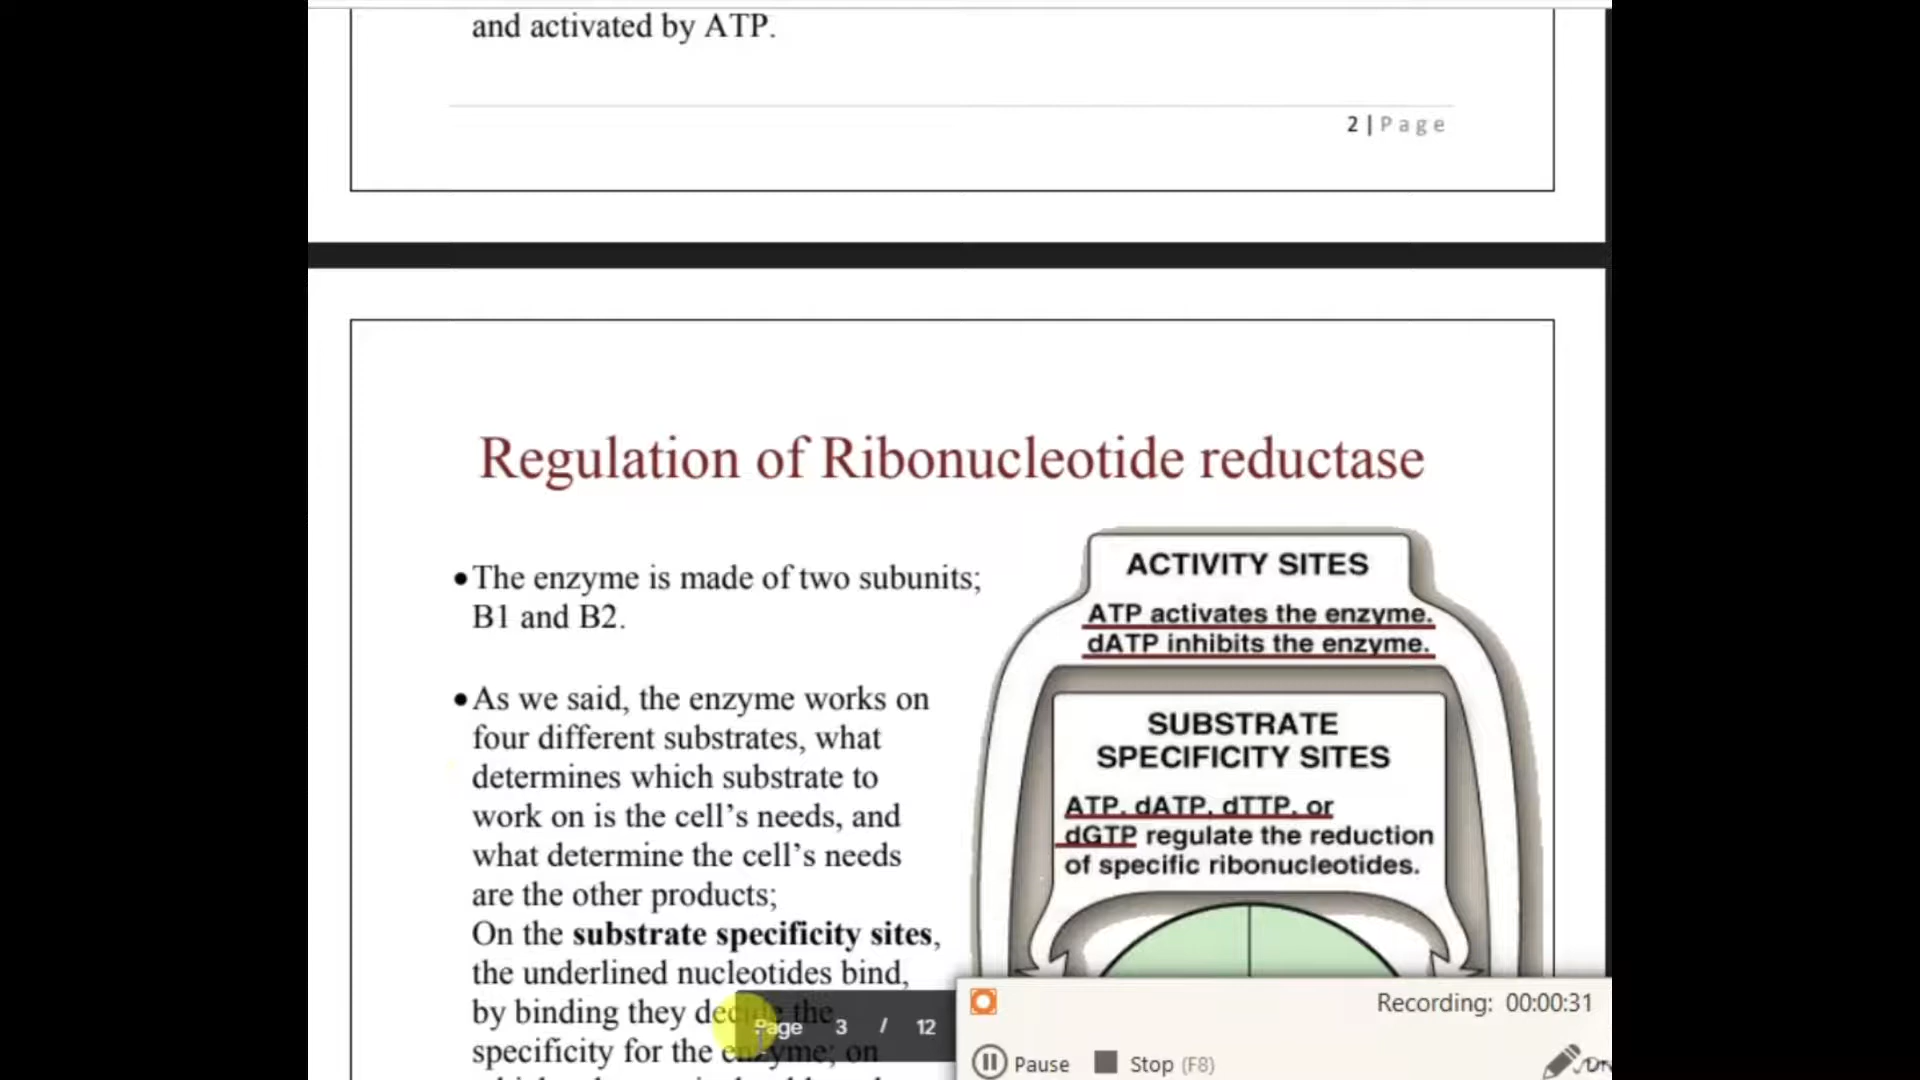 and activated by ATP.
2 | Page
Regulation of Ribonucleotide reductase
•The enzyme is made of two subunits;
B1 and B2.
•As we said, the enzyme works on
four different substrates, what
determines which substrate to
work on is the cell’s needs, and
what determine the cell’s needs
are the other products;
On the substrate specificity sites,
the underlined nucleotides bind,
by binding they decide the
specificity for the enzyme; on
ACTIVITY SITES
ATP activates the enzyme.
dATP inhibits the enzyme.
SUBSTRATE
SPECIFICITY SITES
ATP, dATP, dTTP, or
dGTP regulate the reduction
of specific ribonucleotides.
Page 3 / 12
Recording: 00:00:31
Pause Stop (F8)